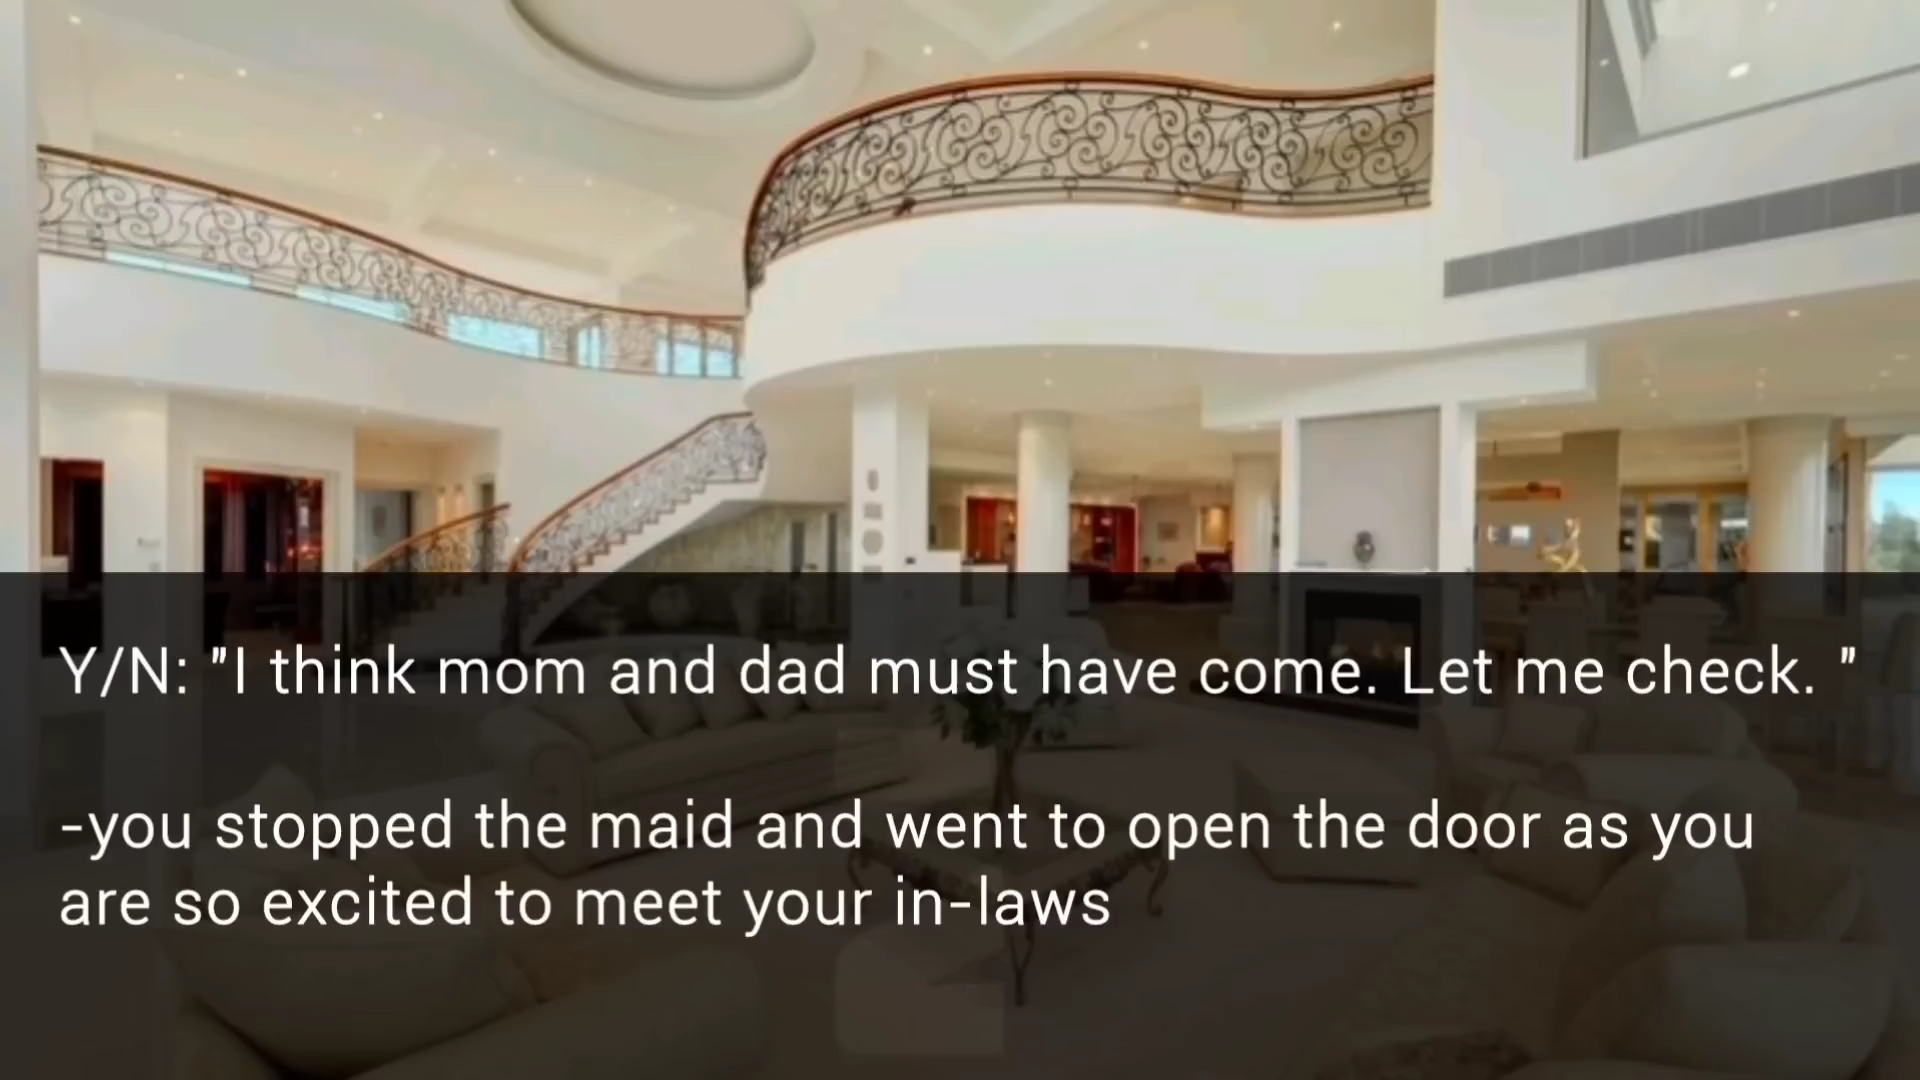 Y/N: "I think mom and dad must have come. Let me check. "
-you stopped the maid and went to open the door as you
are so excited to meet your in-laws